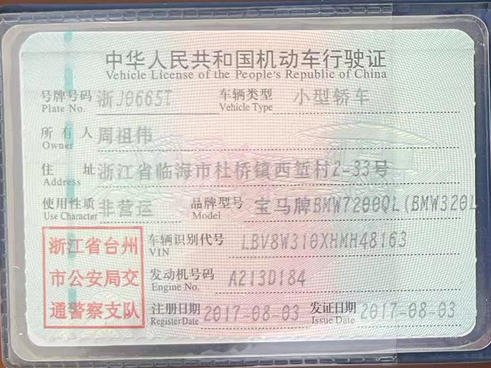 中华人民共和国机动车行驶证
Vehicle License of the People's Republic of China
号牌号码 浙J0665T 车辆类型 小型轿车
Plate No. Vehicle Type
所有人 周祖伟
Owner
住址 浙江省临海市杜桥镇西堑村2-33号
Address
使用性质 非营运 品牌型号 宝马牌BMW7200QL(BMW320L
Use Character Model
浙江省台州
市公安局交
通警察支队
车辆识别代号 LBV8W310XHMH48163
VIN
发动机号码 A213D184
Engine No.
注册日期 2017-08-03 发证日期 2017-08-03
Register Date Issue Date